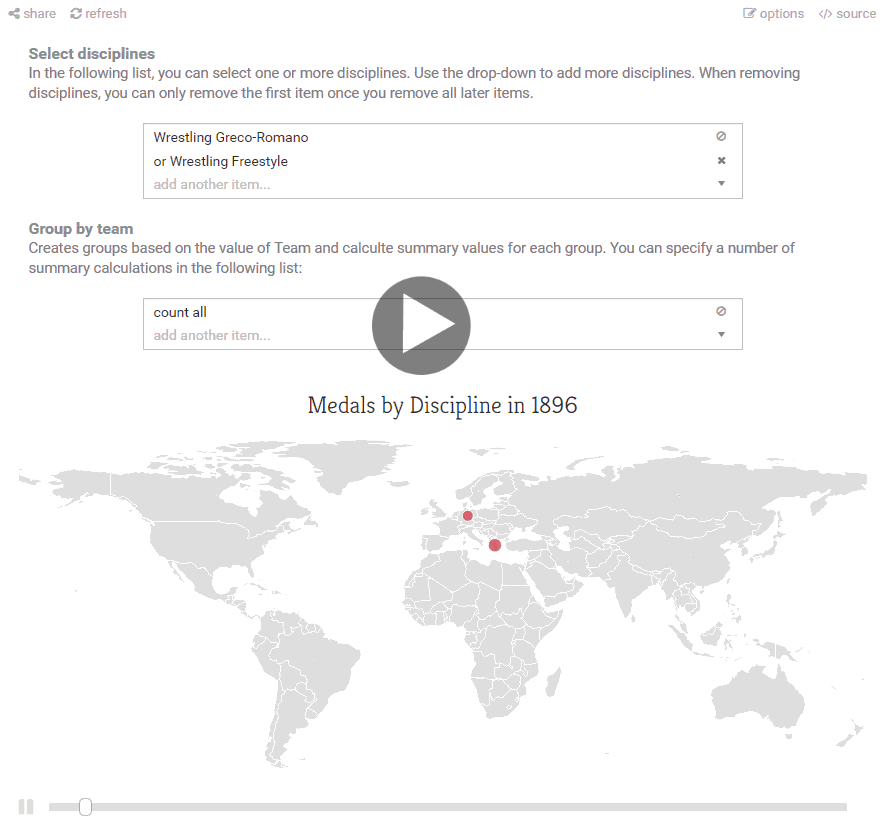 share refresh options </> source
Select disciplines
In the following list, you can select one or more disciplines. Use the drop-down to add more disciplines. When removing
disciplines, you can only remove the first item once you remove all later items.
Wrestling Greco-Romano
or Wrestling Freestyle
add another item...
Group by team
Creates groups based on the value of Team and calculte summary values for each group. You can specify a number of
summary calculations in the following list:
count all
add another item...
Medals by Discipline in 1896